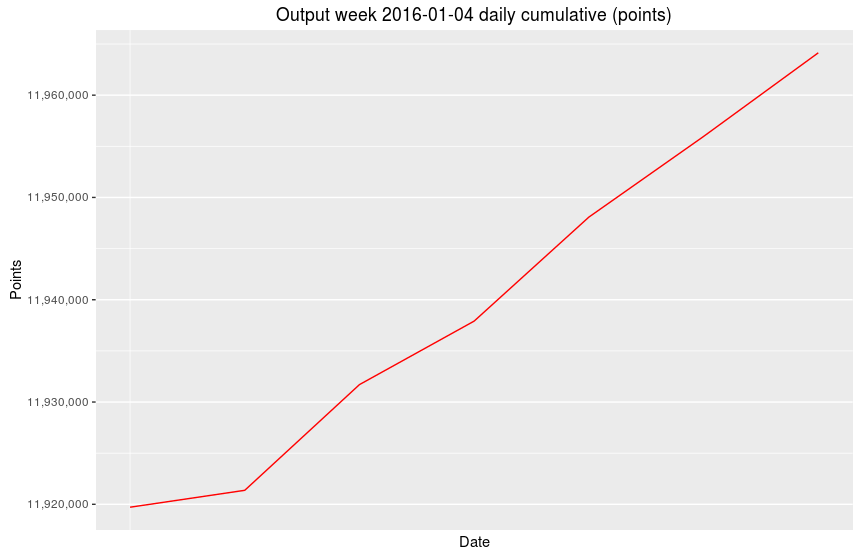 Output week 2016-01-04 daily cumulative (points)
11,960,000
11,950,000
11,940,000
11,930,000
11,920,000
Points
Date